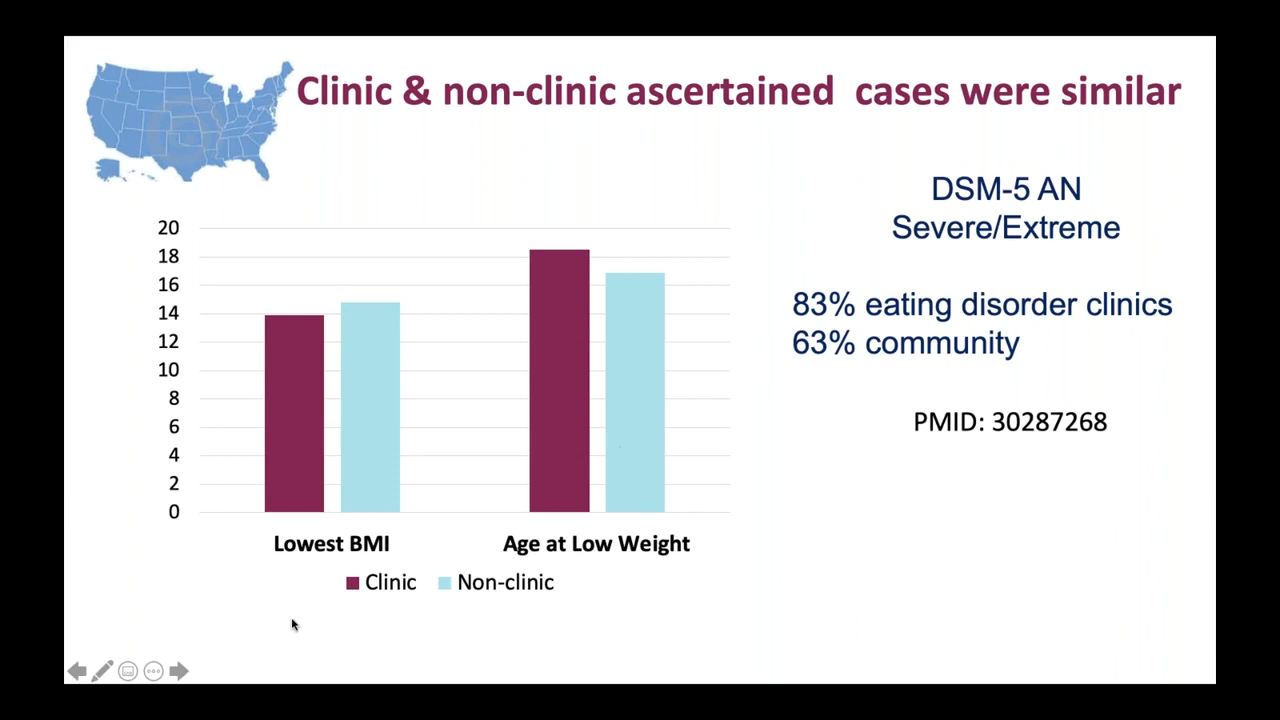 Clinic & non-clinic ascertained  cases were similar
DSM-5 AN
Severe/Extreme
83% eating disorder clinics
63% community
PMID: 30287268
20
18
16
14
12
10
8
6
4
2
0
Lowest BMI
Age at Low Weight
Clinic
Non-clinic